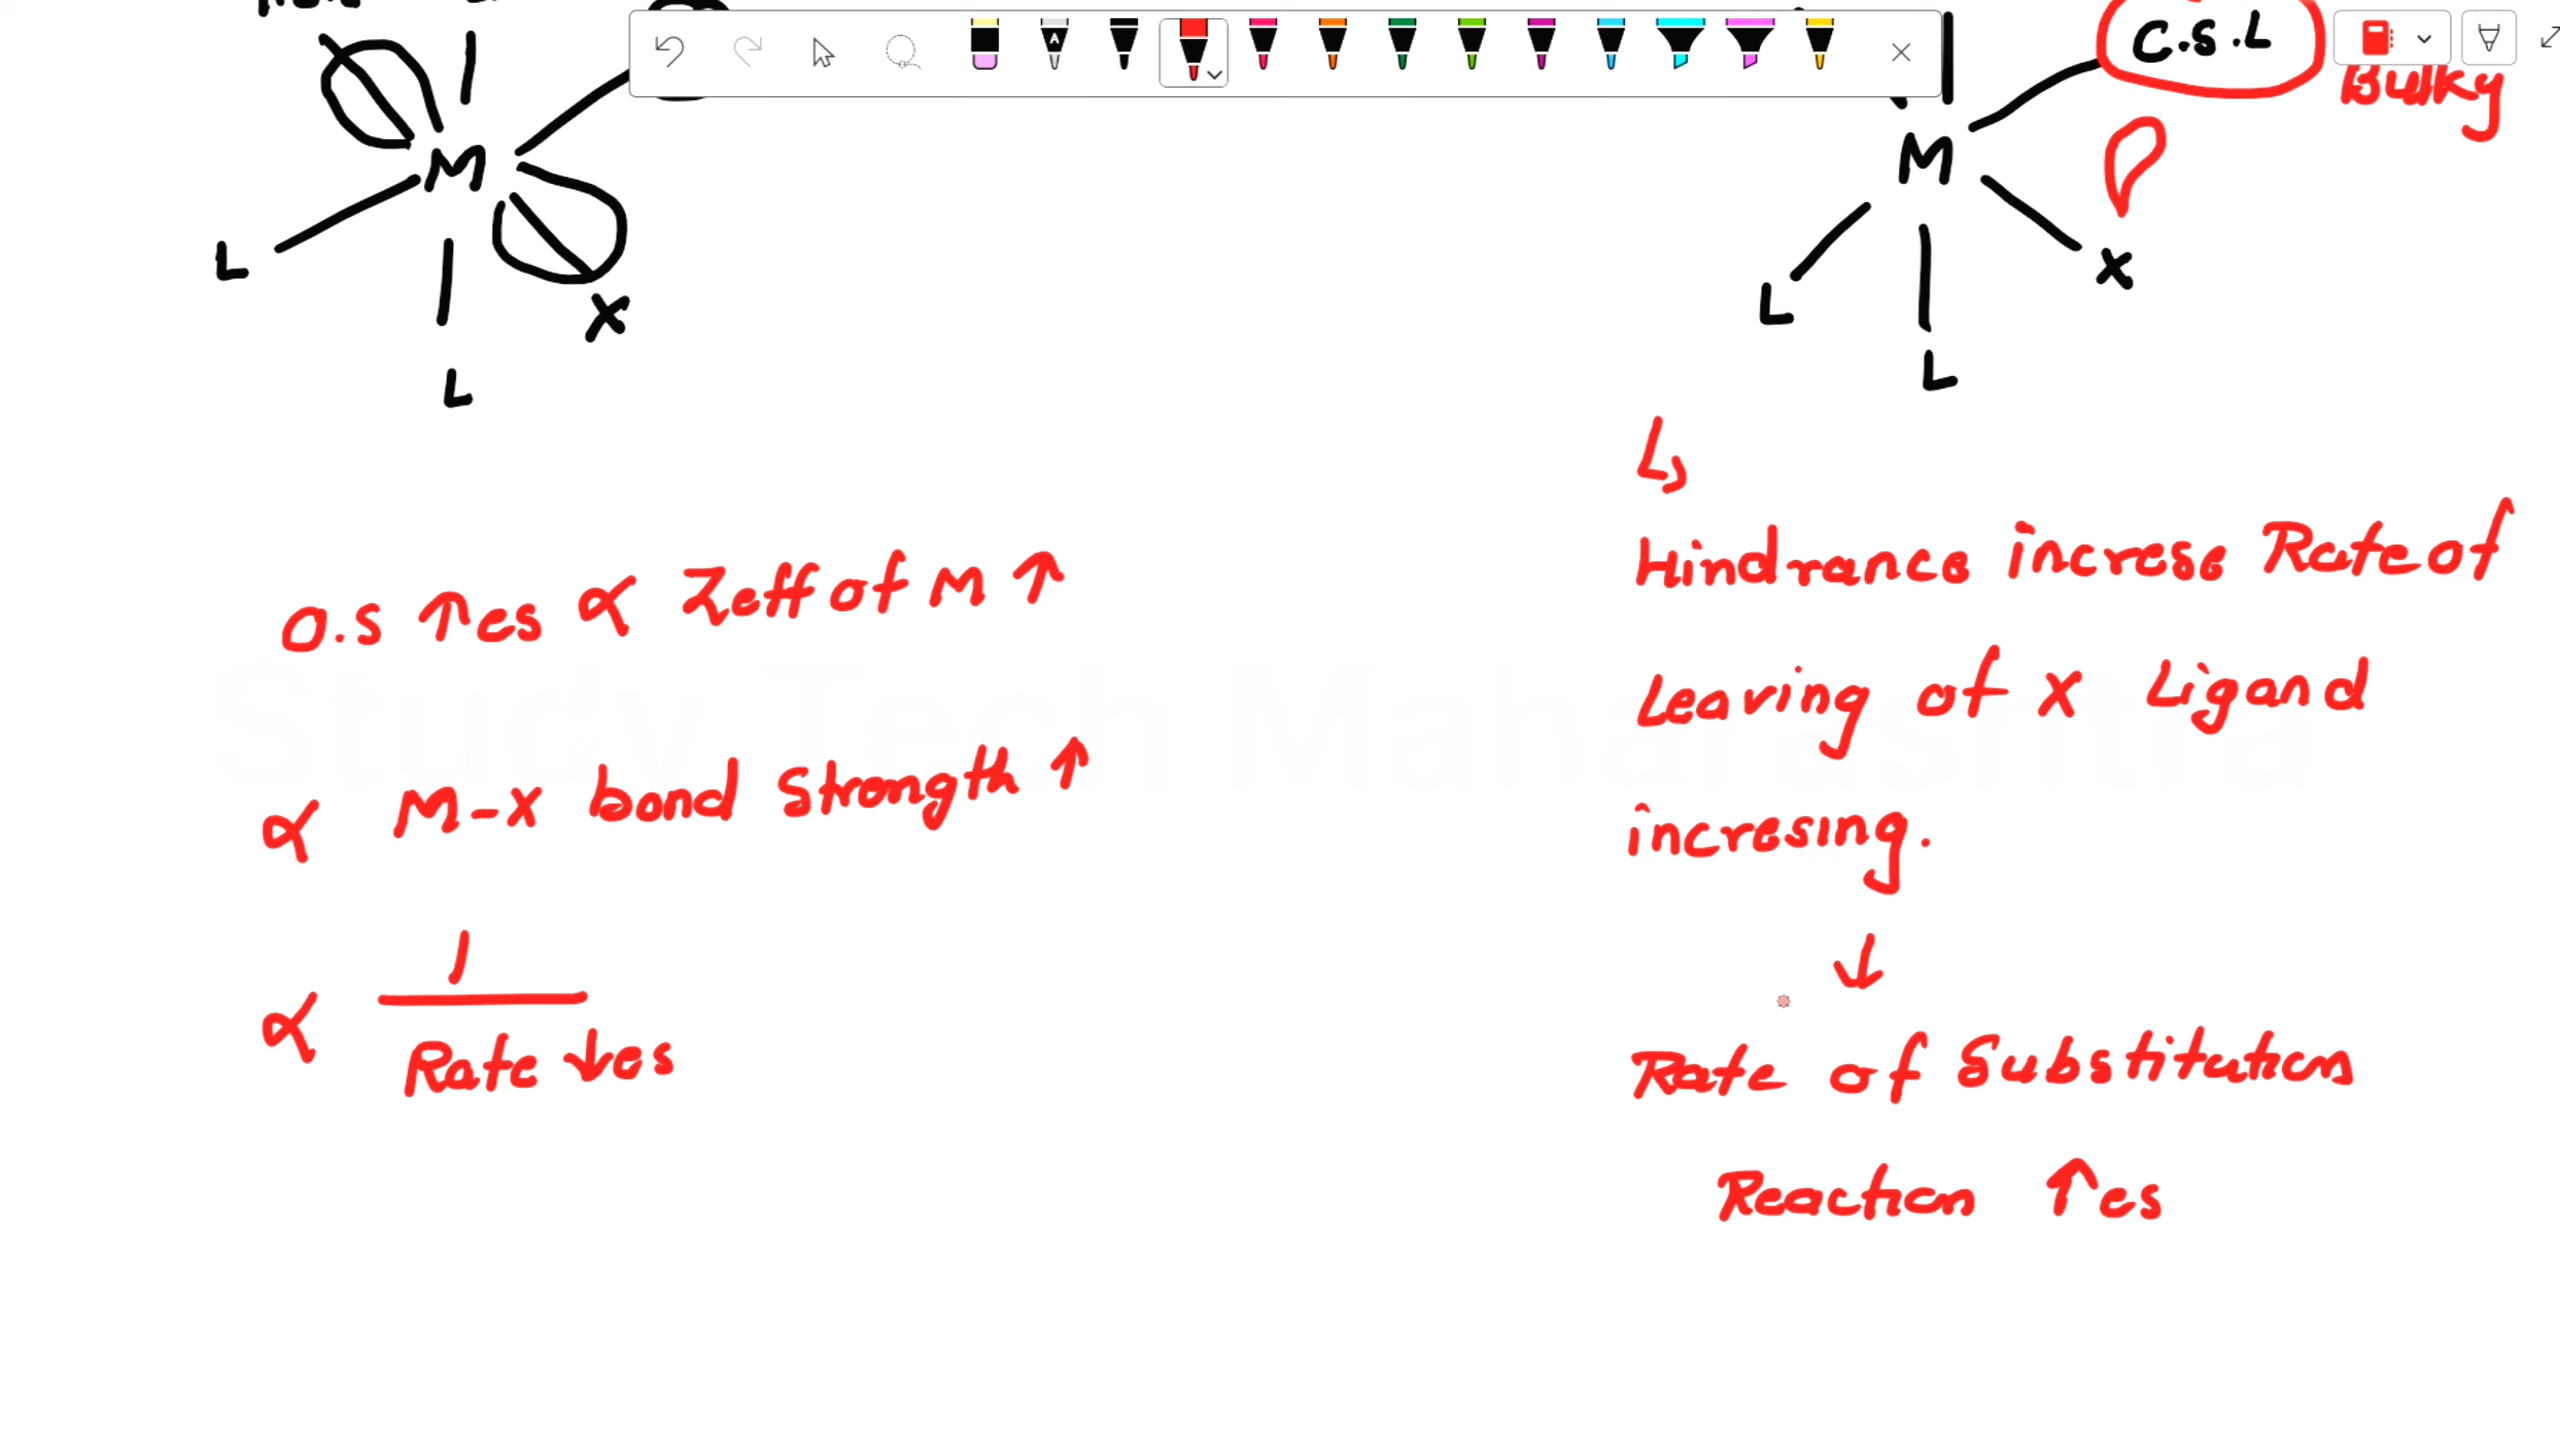 C.S.L
Bulky
M
L
X
L
M
L
X
L
O.S ↑es ∝ Zeff of M ↑
∝ M-X bond Strength ↑
∝ 1
Rate ↓es
Hindrance increse Rate of
Leaving of X Ligand
incresing.
↓
Rate of Substitution
Reaction ↑es